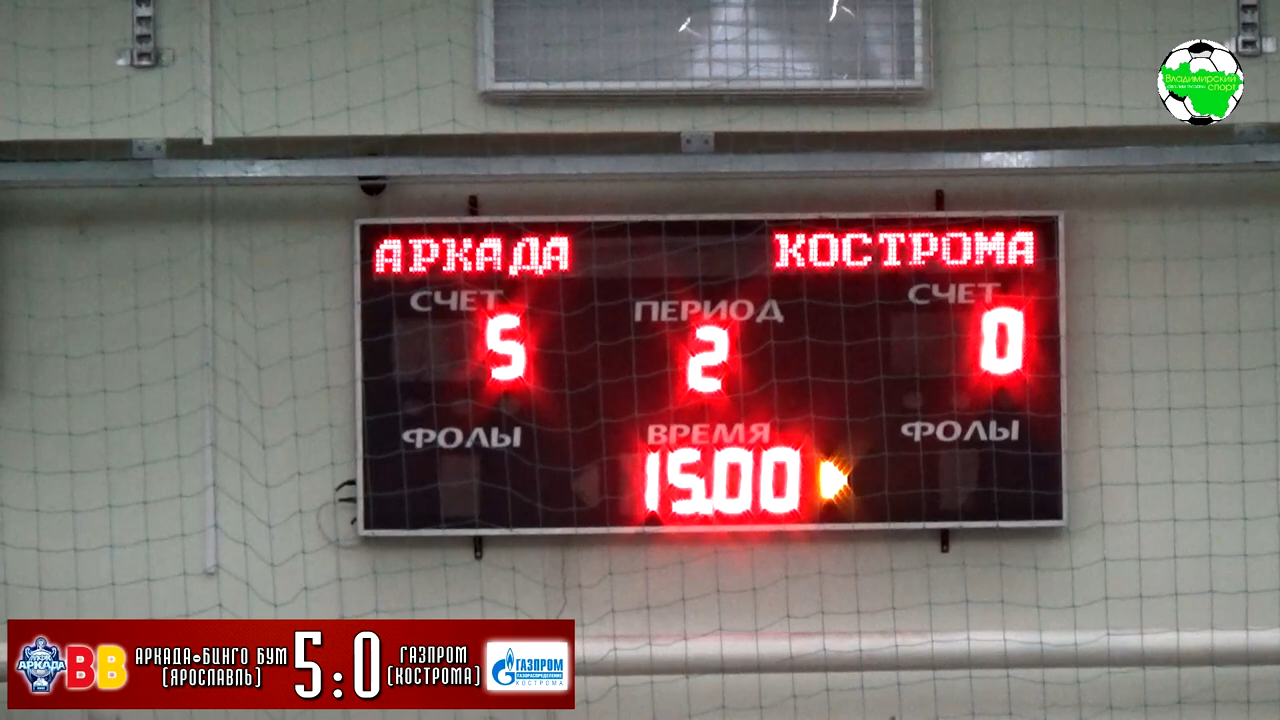 Владимирский
спорт
АРКАДА
КОСТРОМА
СЧЕТ
ПЕРИОД
СЧЕТ
5
2
0
ФОЛЫ
ВРЕМЯ
ФОЛЫ
15.00
АРКАДА
BB
АРКАДА-БИНГО БУМ
(ЯРОСЛАВЛЬ)
5:0
ГАЗПРОМ
(КОСТРОМА)
ГАЗПРОМ
ГАЗОРАСПРЕДЕЛЕНИЕ
КОСТРОМА